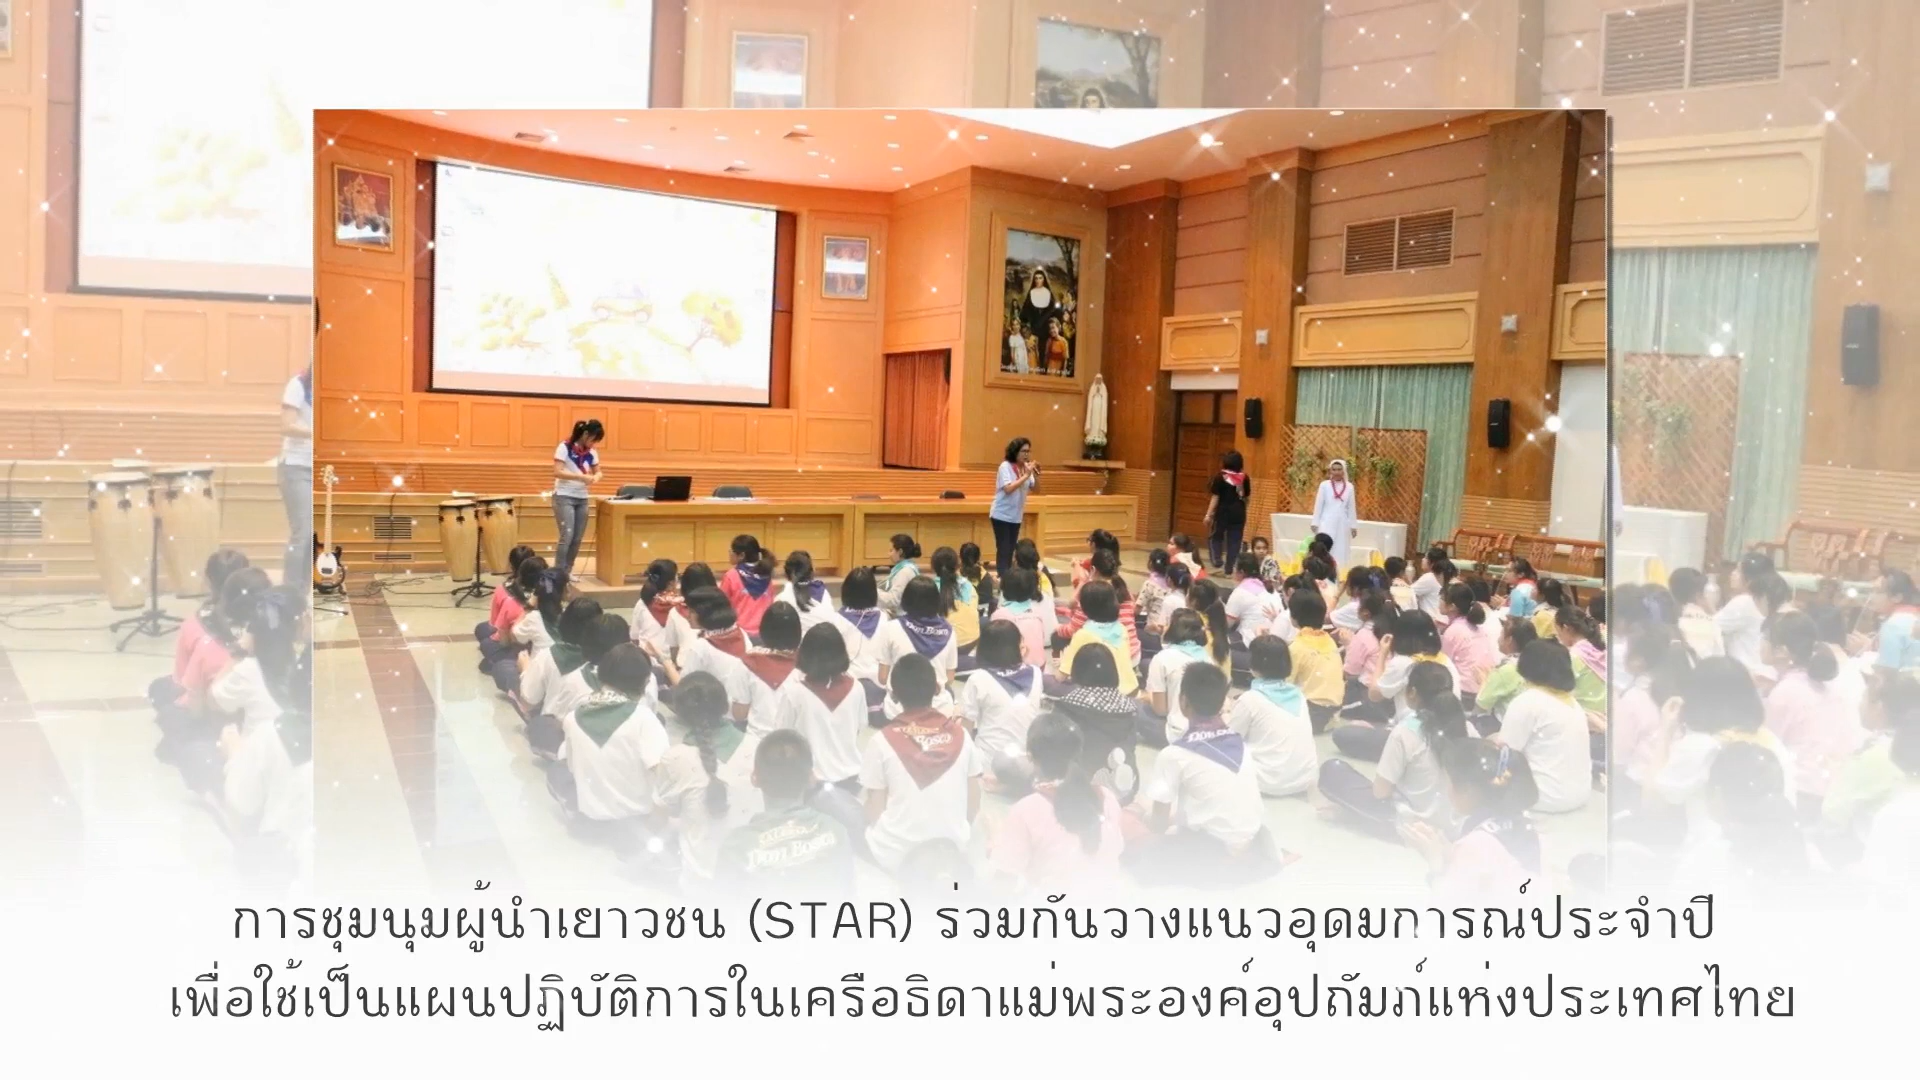 Don Bosco
การชุมนุมผู้นำเยาวชน (STAR) ร่วมกันวางแนวอุดมการณ์ประจำปี
เพื่อใช้เป็นแผนปฏิบัติการในเครือธิดาแม่พระองค์อุปถัมภ์แห่งประเทศไทย